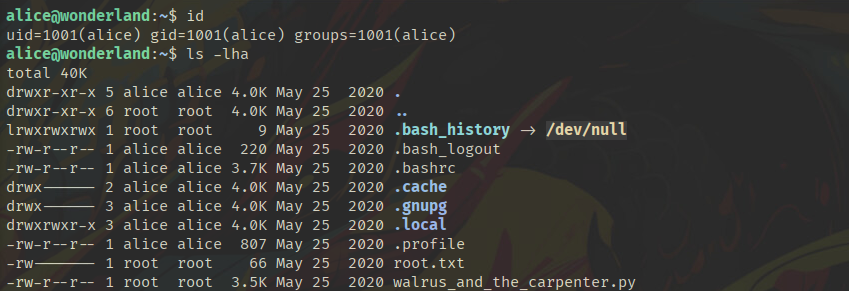 alice@wonderland:~$ id
uid=1001(alice) gid=1001(alice) groups=1001(alice)
alice@wonderland:~$ ls -lha
total 40K
drwxr-xr-x 5 alice alice 4.0K May 25  2020 .
drwxr-xr-x 6 root  root  4.0K May 25  2020 ..
lrwxrwxrwx 1 root  root     9 May 25  2020 .bash_history -> /dev/null
-rw-r--r-- 1 alice alice  220 May 25  2020 .bash_logout
-rw-r--r-- 1 alice alice 3.7K May 25  2020 .bashrc
drwx------ 2 alice alice 4.0K May 25  2020 .cache
drwx------ 3 alice alice 4.0K May 25  2020 .gnupg
drwxrwxr-x 3 alice alice 4.0K May 25  2020 .local
-rw-r--r-- 1 alice alice  807 May 25  2020 .profile
-rw------- 1 root  root    66 May 25  2020 root.txt
-rw-r--r-- 1 root  root  3.5K May 25  2020 walrus_and_the_carpenter.py